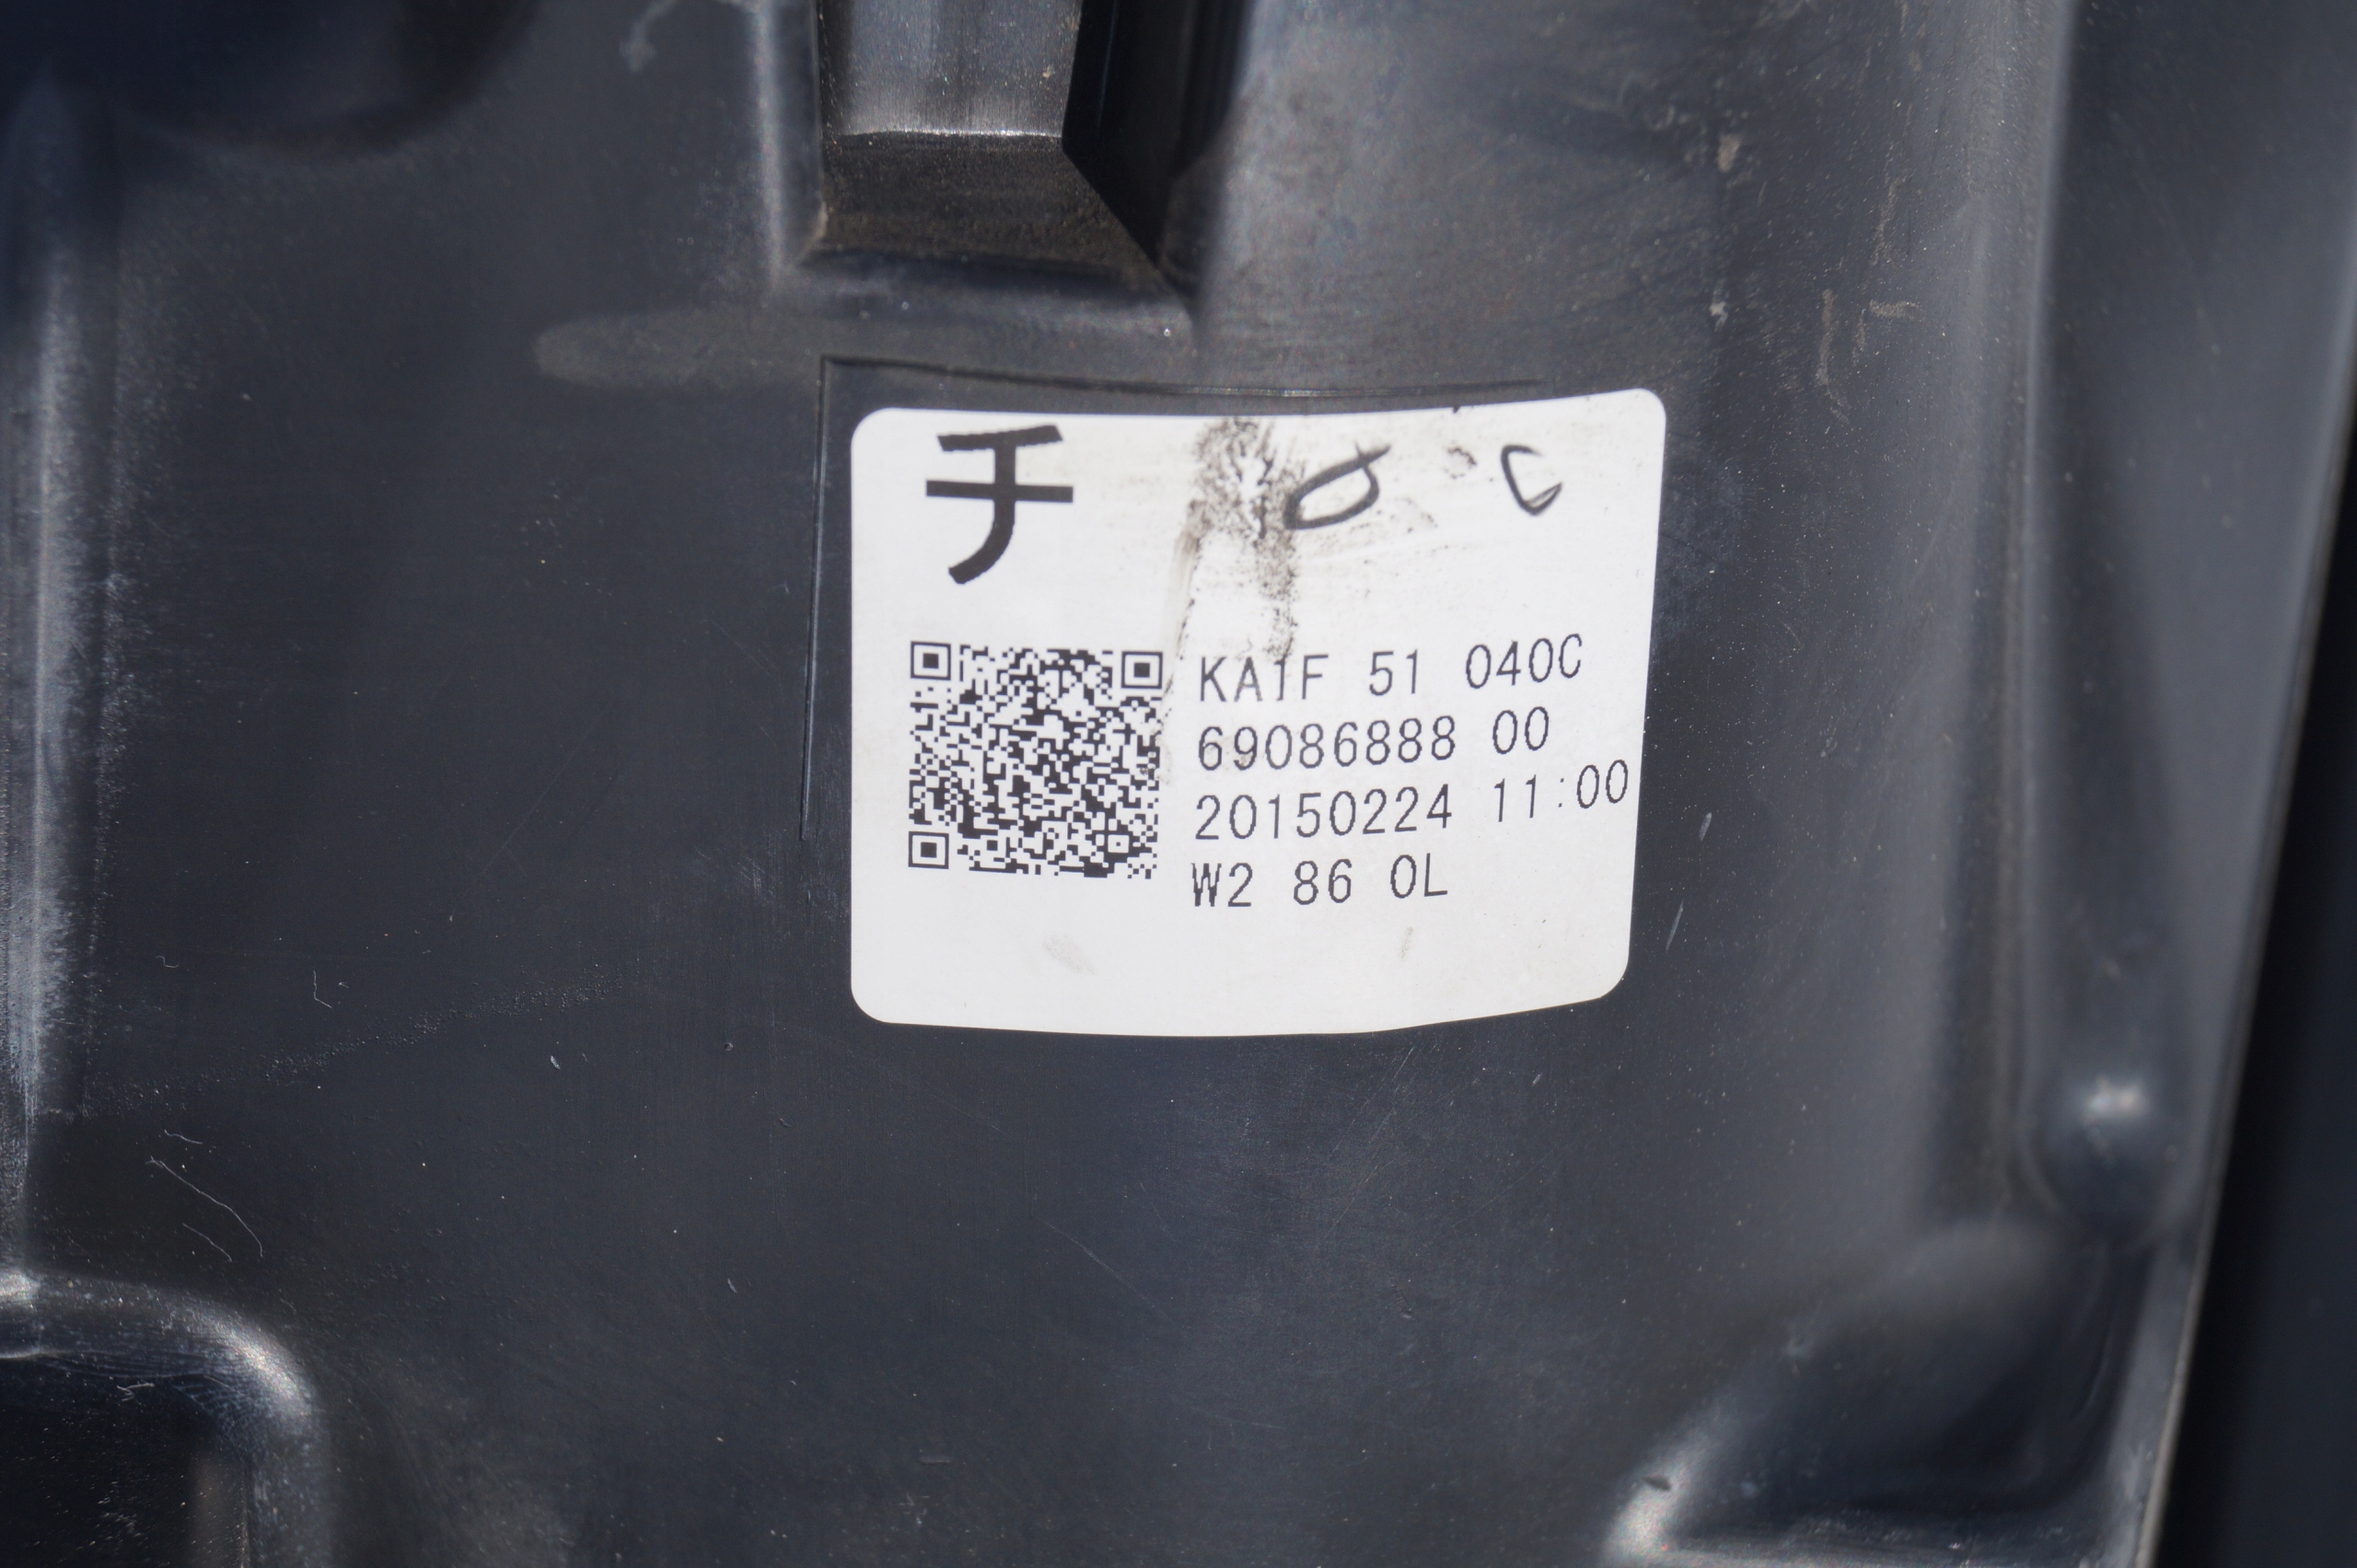 チ
KA1F 51 040C
69086888 00
20150224 11:00
W2 86 0L